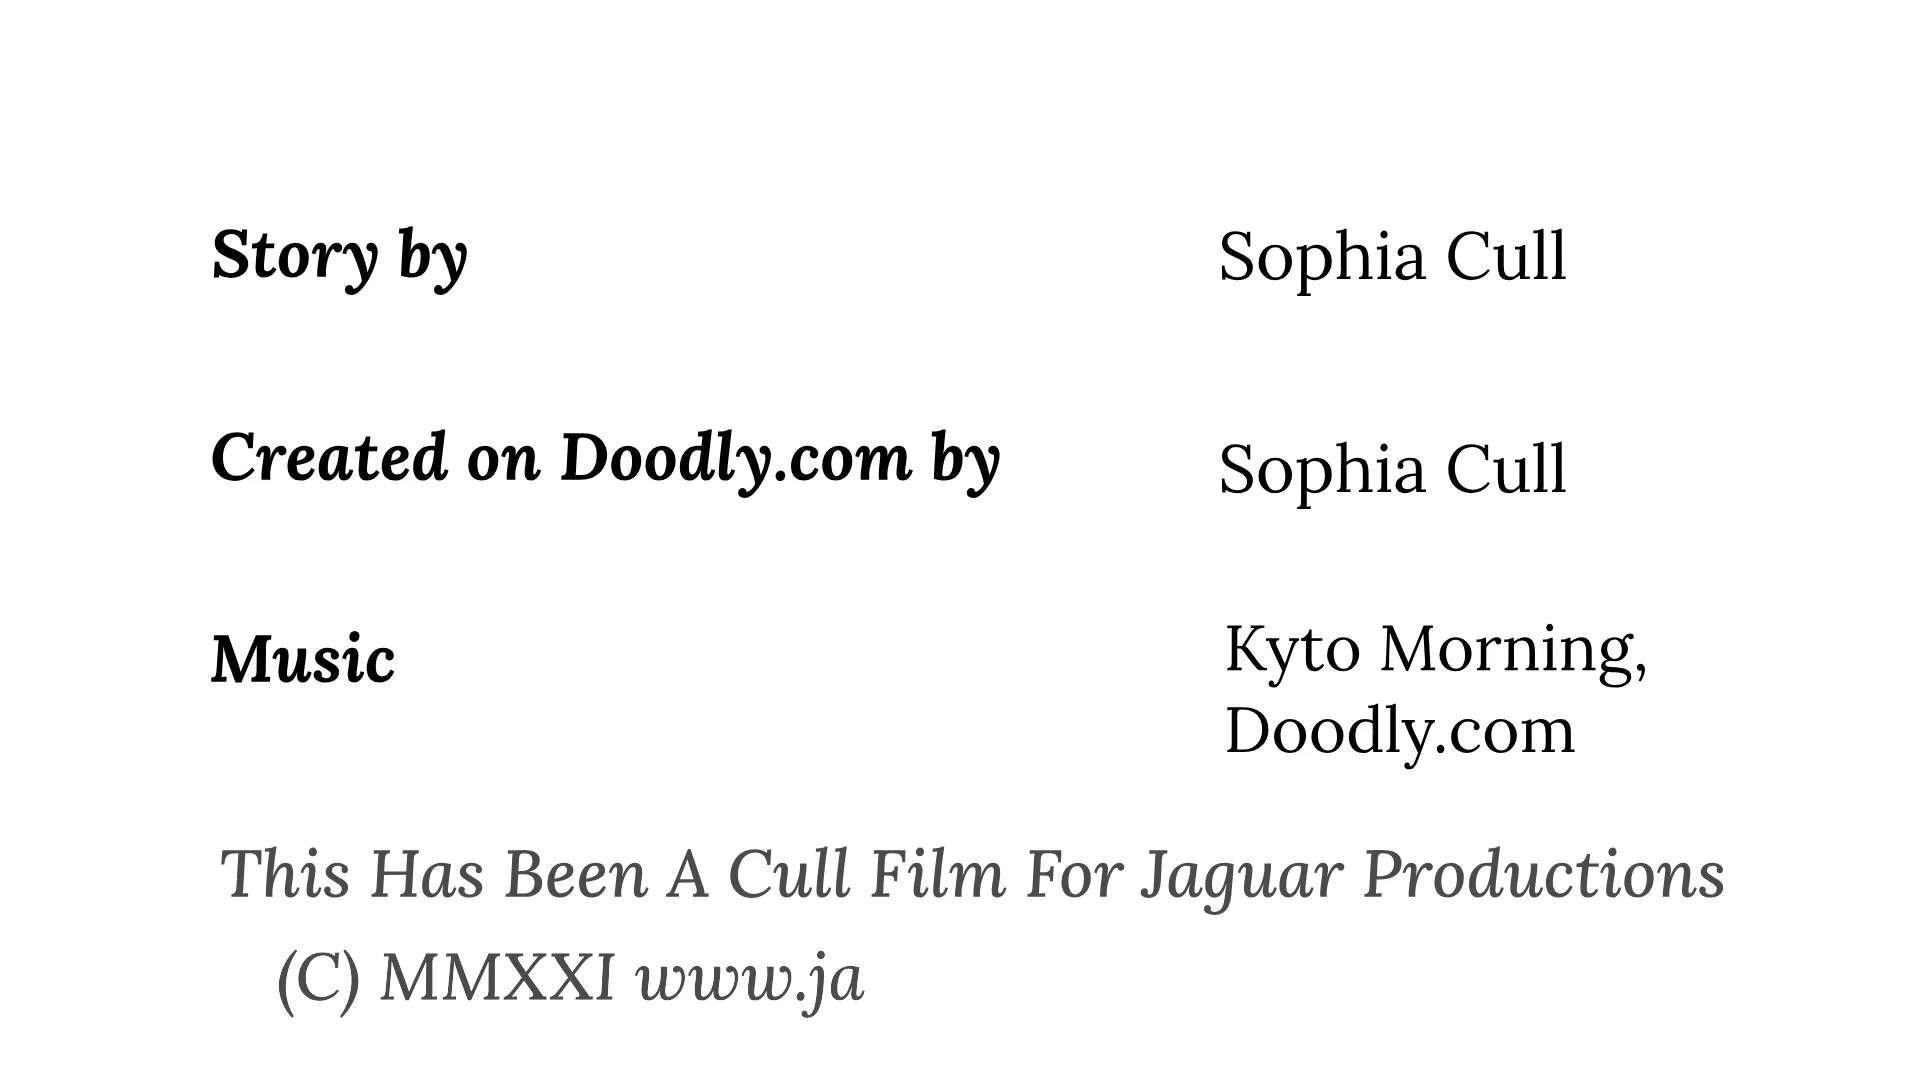 Story by Sophia Cull
Created on Doodly.com by Sophia Cull
Music Kyto Morning,
Doodly.com
This Has Been A Cull Film For Jaguar Productions
(C) MMXXI www.ja